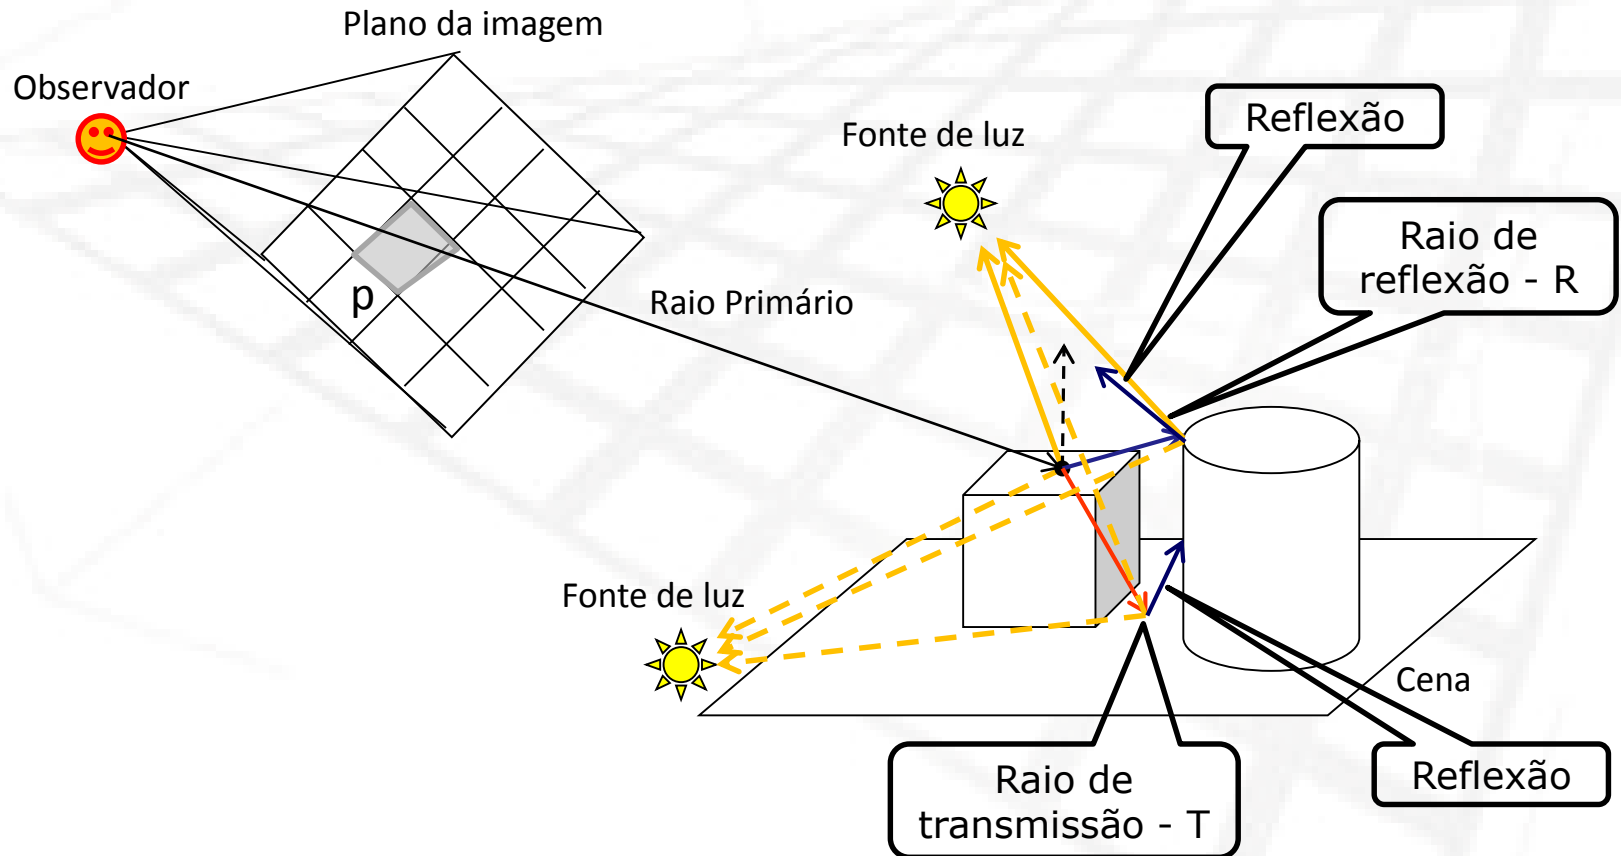 Plano da imagem
Observador
Fonte de luz
Reflexão
Raio de
reflexão - R
p
Raio Primário
Fonte de luz
Cena
Raio de
transmissão - T
Reflexão